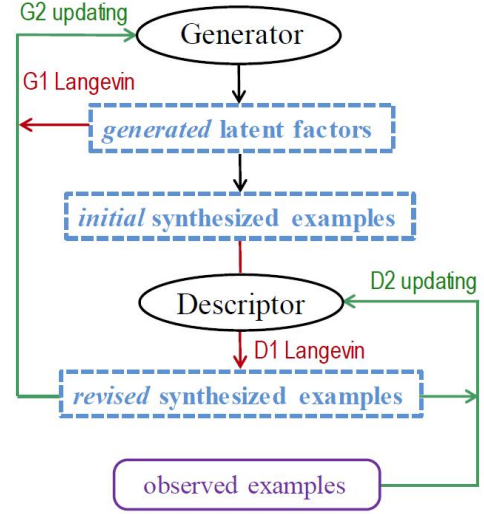 G2 updating
Generator
G1 Langevin
generated latent factors
initial synthesized examples
D2 updating
Descriptor
D1 Langevin
revised synthesized examples
observed examples